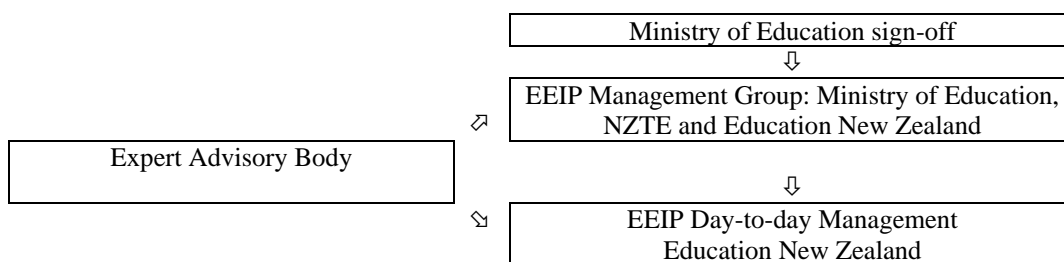 Ministry of Education sign-off
⇩
EEIP Management Group: Ministry of Education,
NZTE and Education New Zealand
⬀
Expert Advisory Body
⇩
⬂
EEIP Day-to-day Management
Education New Zealand